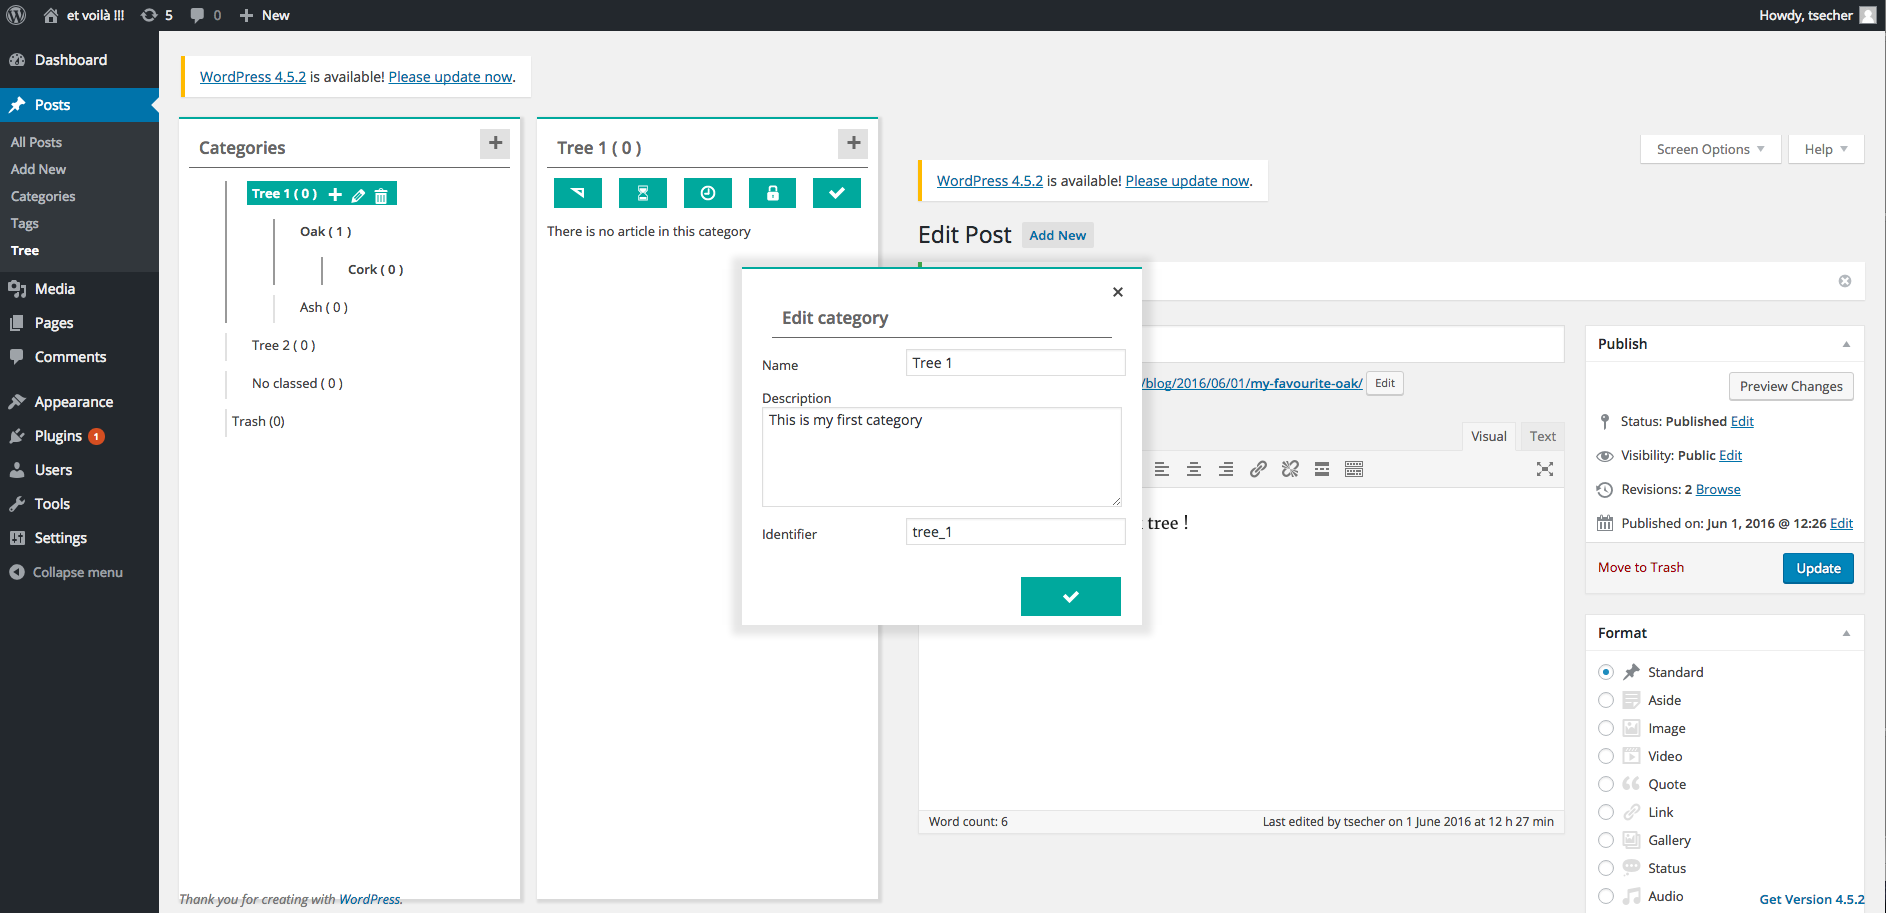 et voilà !!! 5 0 New
Howdy, tsecher
Dashboard
Posts
All Posts
Add New
Categories
Tags
Tree
Media
Pages
Comments
Appearance
Plugins 1
Users
Tools
Settings
Collapse menu
WordPress 4.5.2 is available! Please update now.
Categories
Tree 1 ( 0 )
Oak ( 1 )
Cork ( 0 )
Ash ( 0 )
Tree 2 ( 0 )
No classed ( 0 )
Trash (0)
Tree 1 ( 0 )
There is no article in this category
Screen Options
Help
WordPress 4.5.2 is available! Please update now.
Edit Post Add New
Edit category
Name Tree 1
Description
This is my first category
Identifier tree_1
/blog/2016/06/01/my-favourite-oak/ Edit
Visual Text
tree !
Word count: 6
Last edited by tsecher on 1 June 2016 at 12 h 27 min
Publish
Preview Changes
Status: Published Edit
Visibility: Public Edit
Revisions: 2 Browse
Published on: Jun 1, 2016 @ 12:26 Edit
Move to Trash Update
Format
Standard
Aside
Image
Video
Quote
Link
Gallery
Status
Audio
Thank you for creating with WordPress.
Get Version 4.5.2